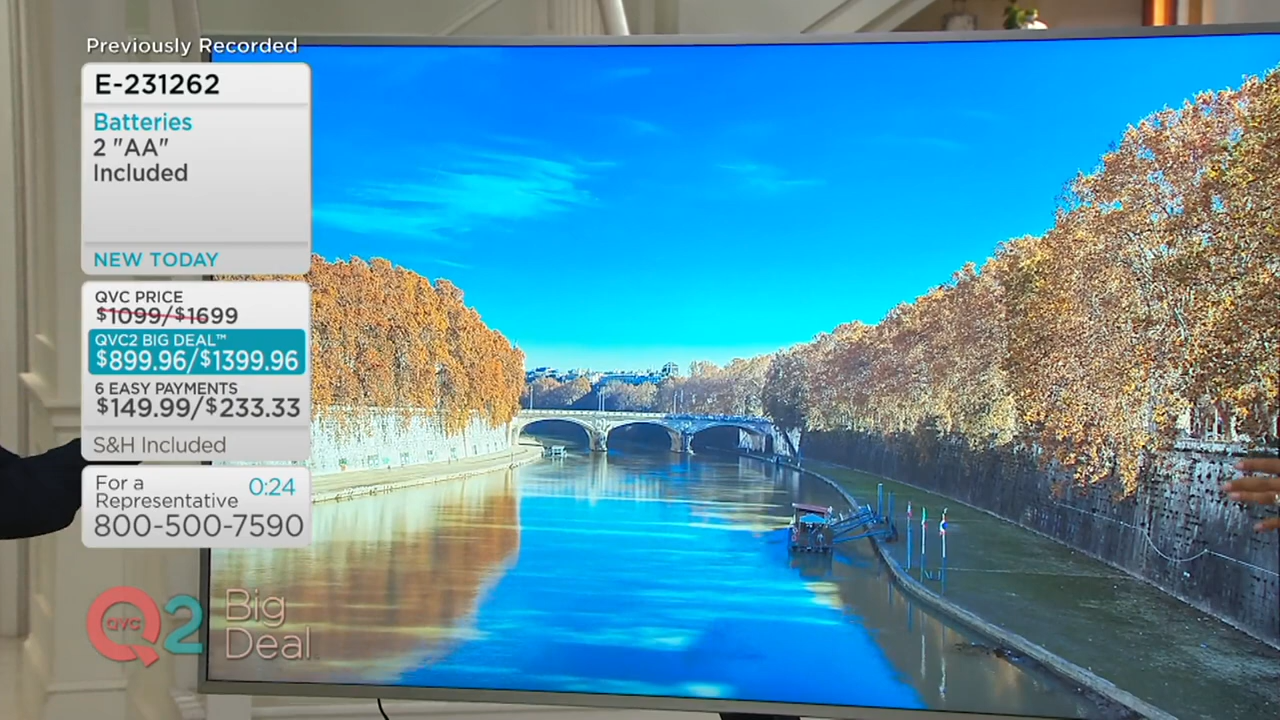 Previously Recorded
E-231262
Batteries
2 "AA"
Included
NEW TODAY
QVC PRICE
$1099/$1699
QVC2 BIG DEAL™
$899.96/$1399.96
6 EASY PAYMENTS
$149.99/$233.33
S&H Included
For a
Representative 0:24
800-500-7590
QVC 2 Big
Deal